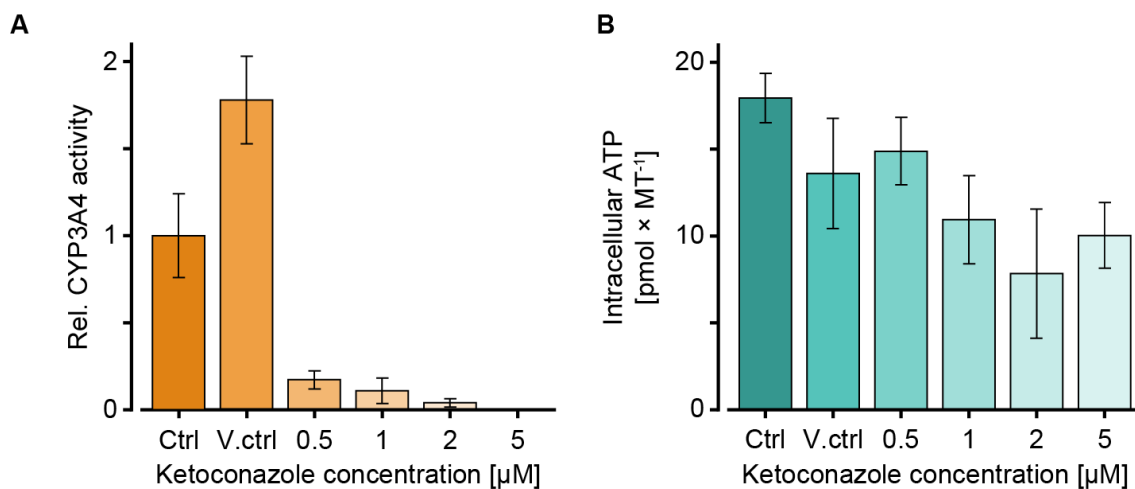 A
Rel. CYP3A4 activity
2
1
0
Ctrl V.ctrl 0.5 1 2 5
Ketoconazole concentration [µM]
B
Intracellular ATP
[pmol × MT⁻¹]
20
10
0
Ctrl V.ctrl 0.5 1 2 5
Ketoconazole concentration [µM]